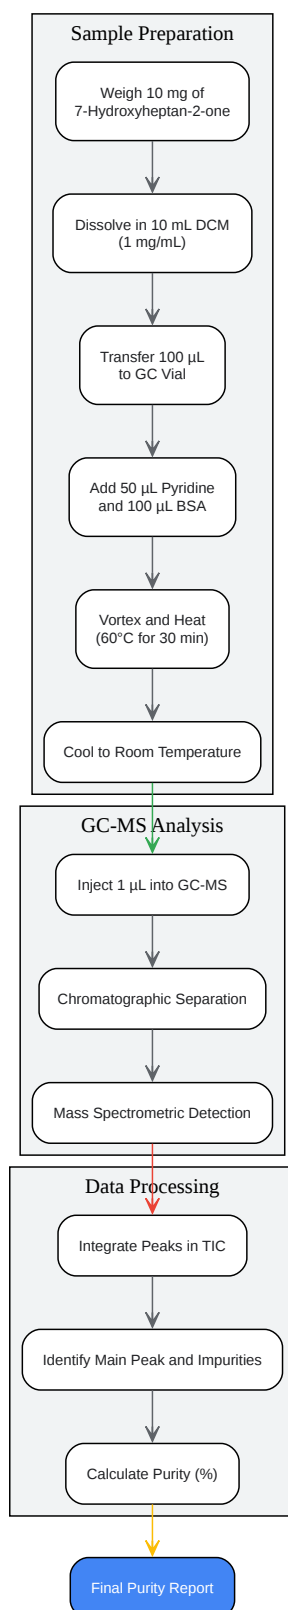 Sample Preparation
Weigh 10 mg of
7-Hydroxyheptan-2-one
Dissolve in 10 mL DCM
(1 mg/mL)
Transfer 100 µL
to GC Vial
Add 50 µL Pyridine
and 100 µL BSA
Vortex and Heat
(60°C for 30 min)
Cool to Room Temperature
GC-MS Analysis
Inject 1 µL into GC-MS
Chromatographic Separation
Mass Spectrometric Detection
Data Processing
Integrate Peaks in TIC
Identify Main Peak and Impurities
Calculate Purity (%)
Final Purity Report